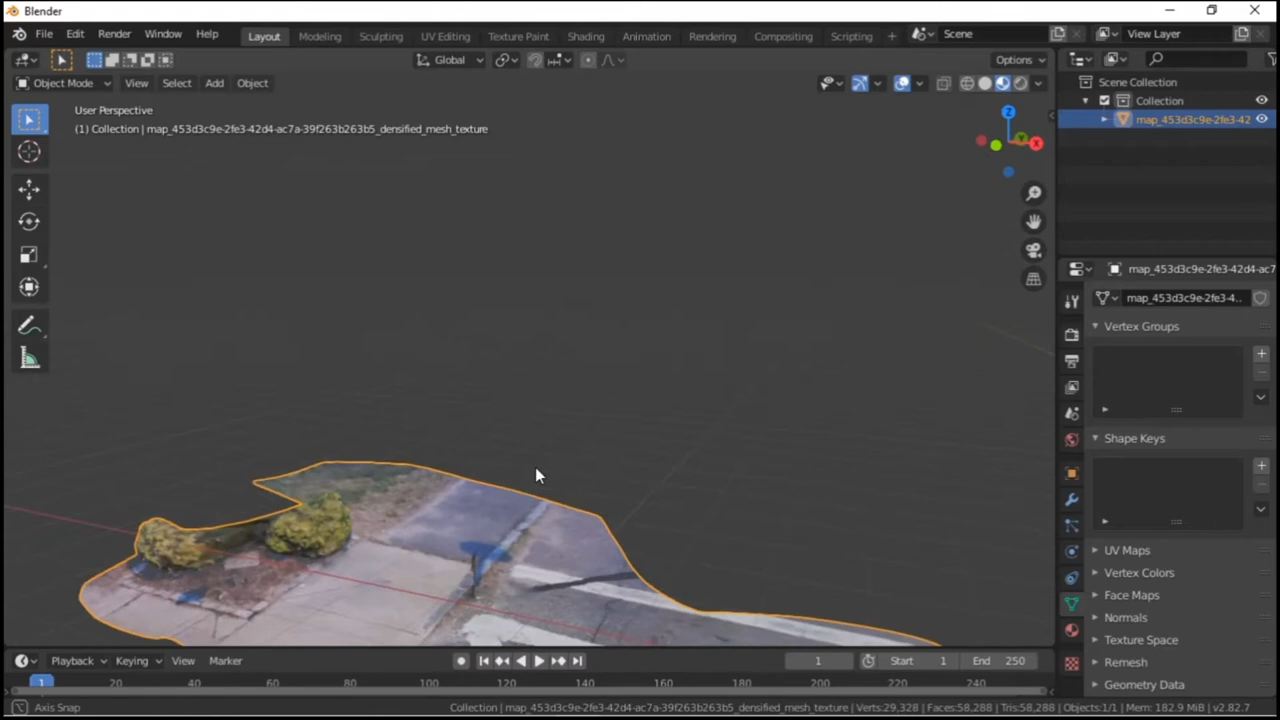 Blender
File Edit Render Window Help Layout Modeling Sculpting UV Editing Texture Paint Shading Animation Rendering Compositing Scripting + Scene View Layer
Global Options
Object Mode View Select Add Object
User Perspective
(1) Collection | map_453d3c9e-2fe3-42d4-ac7a-39f263b263b5_densified_mesh_texture
Z
Y
X
Scene Collection
Collection
map_453d3c9e-2fe3-42
map_453d3c9e-2fe3-42d4-ac7
map_453d3c9e-2fe3-4..
Vertex Groups
Shape Keys
UV Maps
Vertex Colors
Face Maps
Normals
Texture Space
Remesh
Geometry Data
Playback Keying View Marker 1 Start 1 End 250
1 20 40 60 80 100 120 140 160 180 200 220 240
Axis Snap Collection | map_453d3c9e-2fe3-42d4-ac7a-39f263b263b5_densified_mesh_texture | Verts:29,328 | Faces:58,288 | Tris:58,288 | Objects:1/1 | Mem: 182.9 MiB | v2.82.7